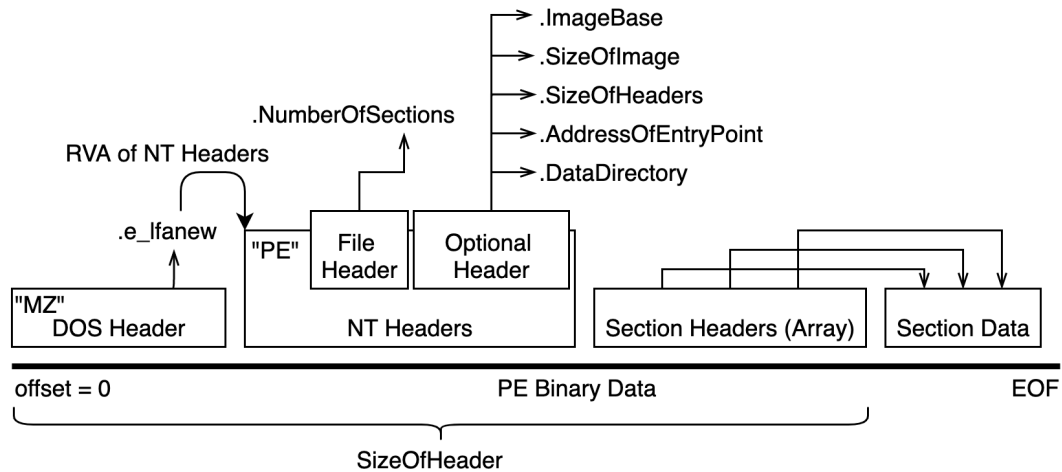 .ImageBase
.SizeOfImage
.SizeOfHeaders
.AddressOfEntryPoint
.DataDirectory
.NumberOfSections
RVA of NT Headers
.e_lfanew
"PE"
File
Header
Optional
Header
"MZ"
DOS Header
NT Headers
Section Headers (Array)
Section Data
offset = 0
PE Binary Data
EOF
SizeOfHeader